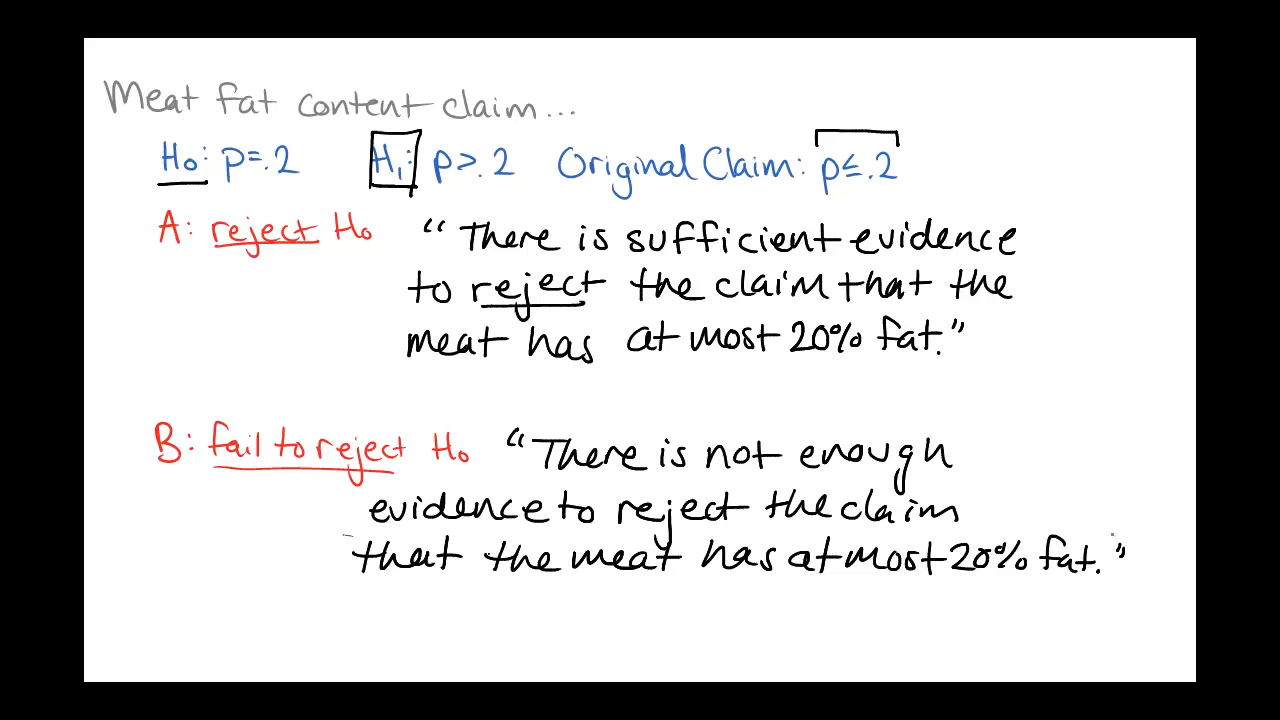 Meat fat content claim...
H₀: p=.2 H₁: p>.2 Original Claim: p≤.2
A: reject H₀ "There is sufficient evidence
to reject the claim that the
meat has at most 20% fat."
B: fail to reject H₀ "There is not enough
evidence to reject the claim
that the meat has at most 20% fat."